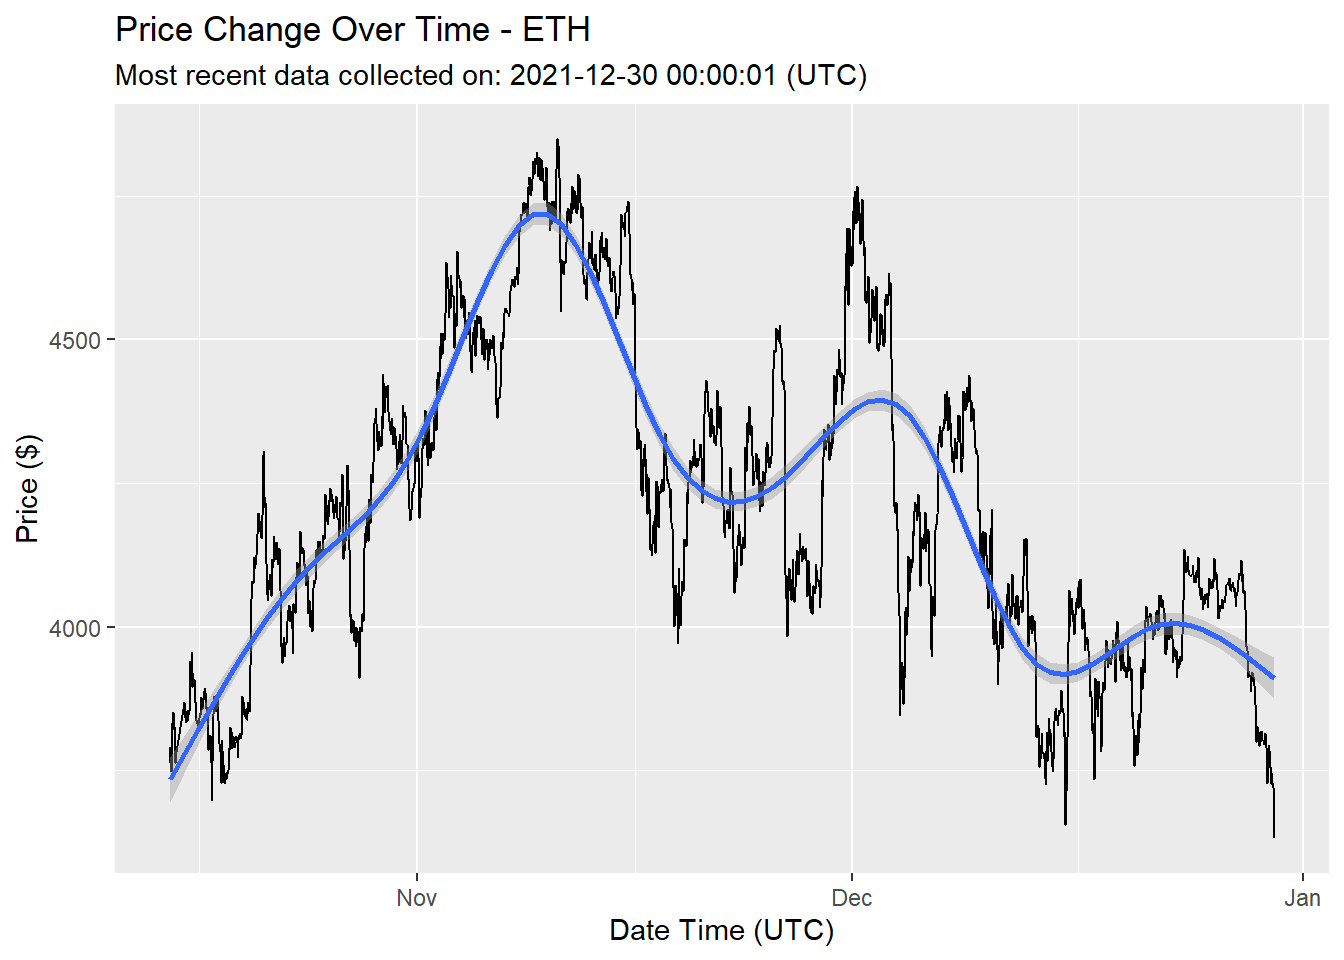 Price Change Over Time - ETH
Most recent data collected on: 2021-12-30 00:00:01 (UTC)
Price ($)
4500
4000
Nov
Dec
Jan
Date Time (UTC)